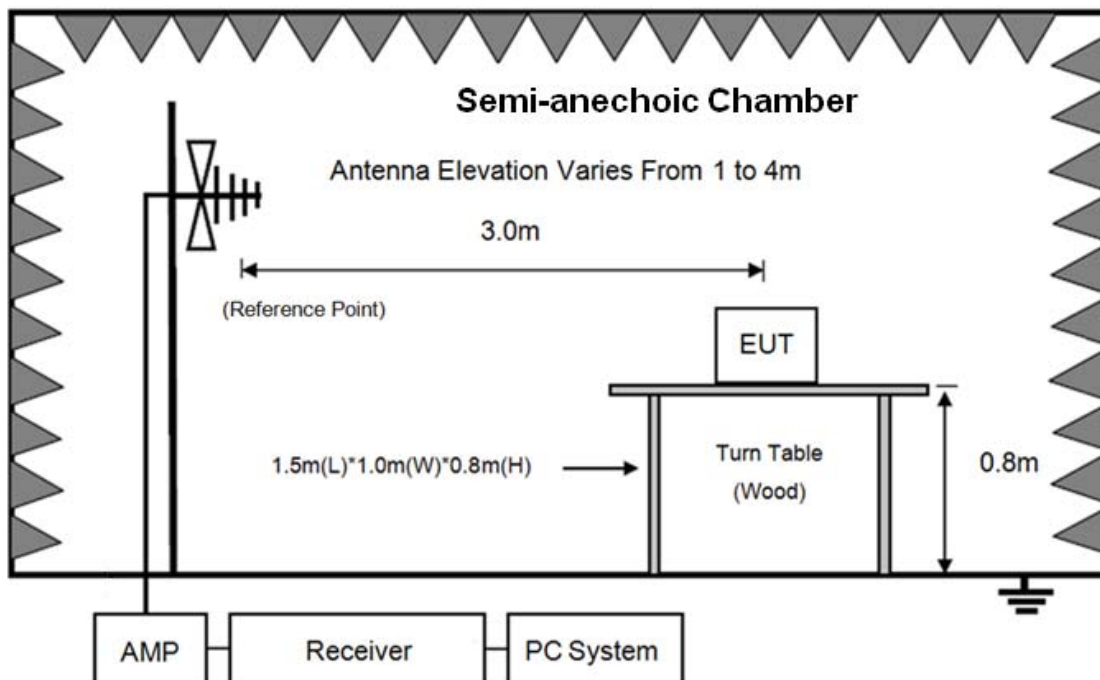 Semi-anechoic Chamber
Antenna Elevation Varies From 1 to 4m
3.0m
(Reference Point)
EUT
1.5m(L)*1.0m(W)*0.8m(H)
Turn Table
(Wood)
0.8m
AMP
Receiver
PC System